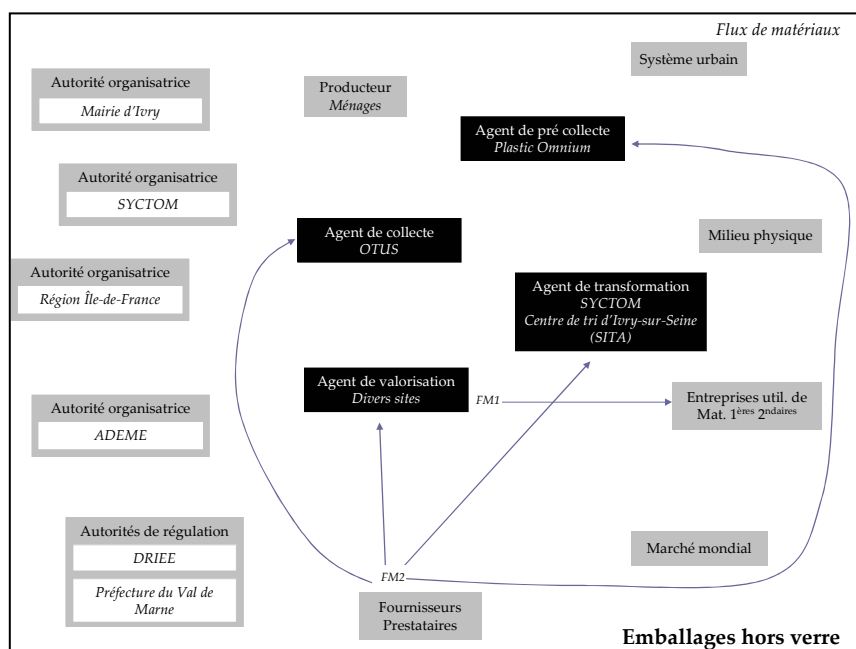 Flux de matériaux
Système urbain
Autorité organisatrice
Mairie d'Ivry
Producteur
Ménages
Agent de pré collecte
Plastic Omnium
Autorité organisatrice
SYCTOM
Agent de collecte
OTUS
Milieu physique
Autorité organisatrice
Région Île-de-France
Agent de transformation
SYCTOM
Centre de tri d'Ivry-sur-Seine
(SITA)
Agent de valorisation
Divers sites
FM1
Entreprises util. de
Mat. 1ères 2ndaires
Autorité organisatrice
ADEME
Autorités de régulation
DRIEE
Préfecture du Val de
Marne
Marché mondial
FM2
Fournisseurs
Prestataires
Emballages hors verre